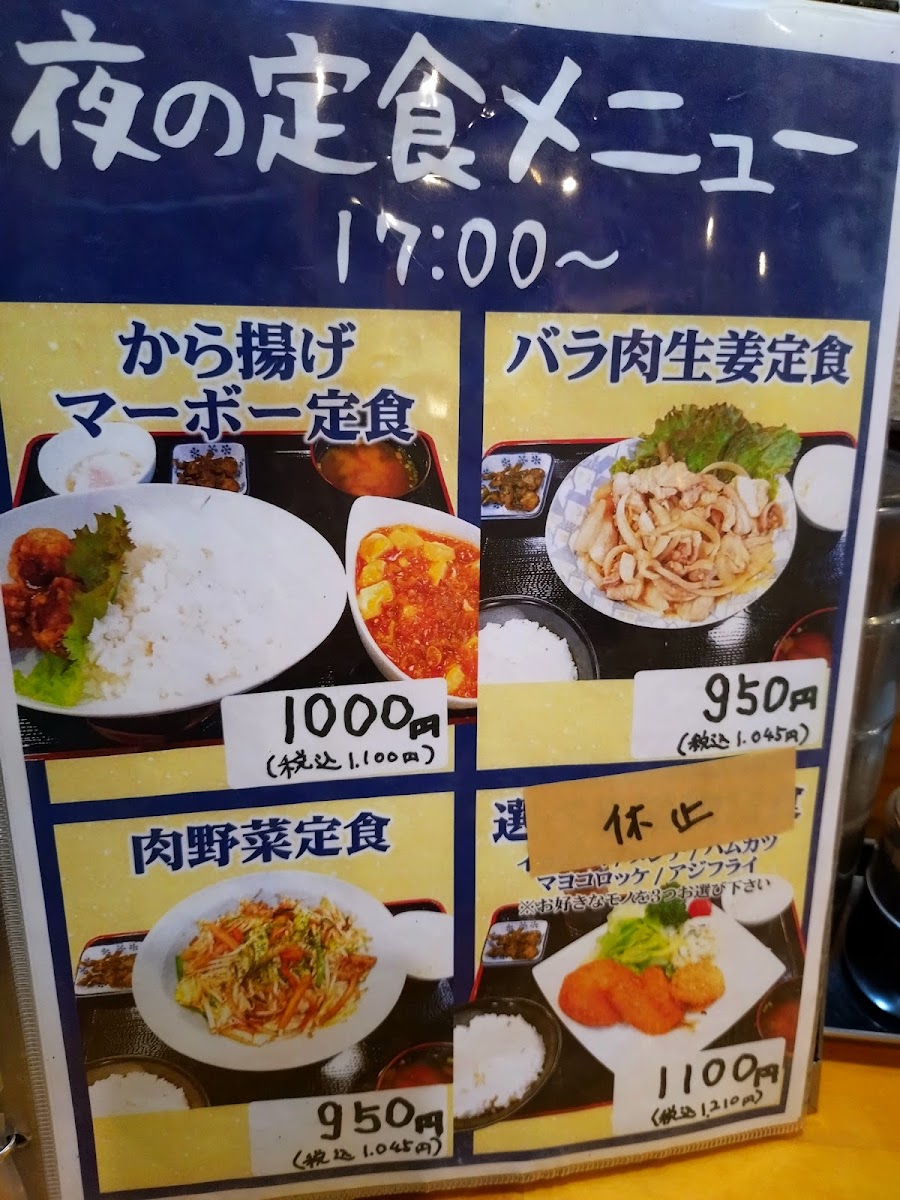 夜の定食メニュー
17:00〜
から揚げ
マーボー定食
1000円
(税込1.100円)
バラ肉生姜定食
950円
(税込1.045円)
肉野菜定食
950円
(税込1.045円)
選
休止
食
ハムカツ
マヨコロッケ/アジフライ
※お好きなモノを3つお選び下さい
1100円
(税込1,210円)